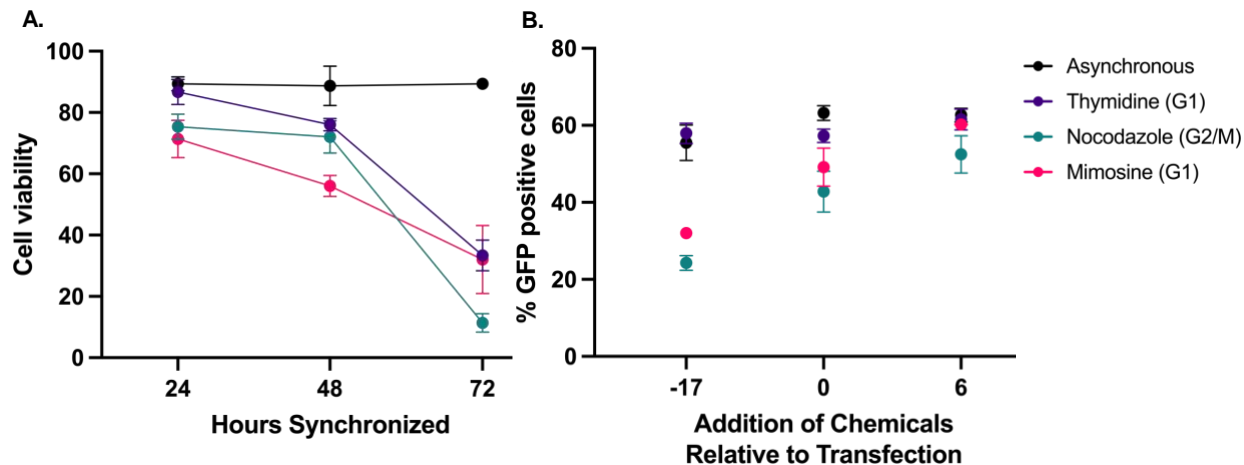 A.
100
80
60
40
20
0
Cell viability
24
48
72
Hours Synchronized
B.
80
60
40
20
0
% GFP positive cells
-17
0
6
Addition of Chemicals
Relative to Transfection
Asynchronous
Thymidine (G1)
Nocodazole (G2/M)
Mimosine (G1)